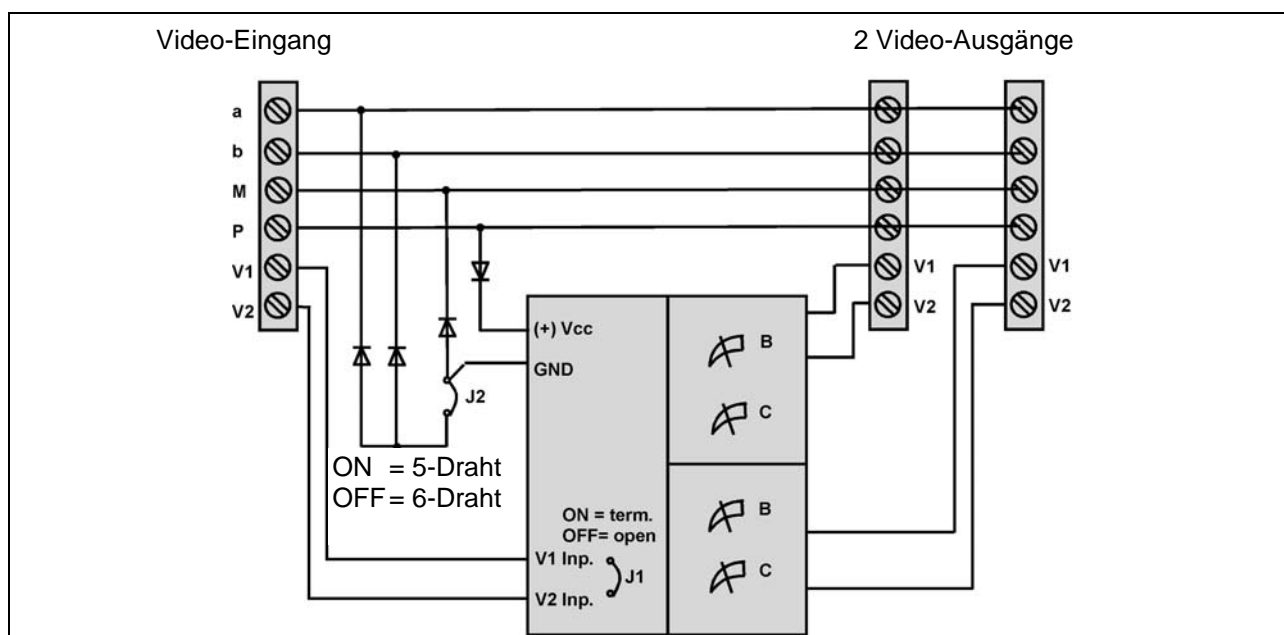 Video-Eingang
2 Video-Ausgänge
a
b
M
P
V1
V2
V1
V2
V1
V2
(+) Vcc
GND
J2
B
C
ON = 5-Draht
OFF = 6-Draht
ON = term.
OFF= open
V1 Inp.
J1
V2 Inp.
B
C